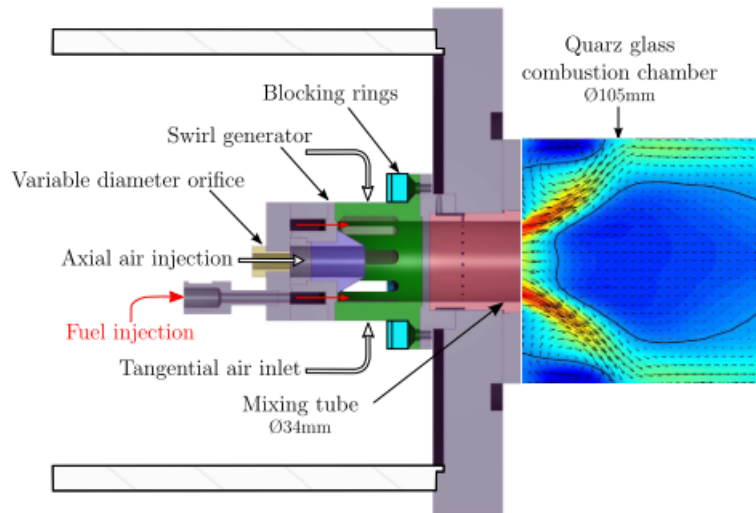 Quarz glass
combustion chamber
Ø105mm
Blocking rings
Swirl generator
Variable diameter orifice
Axial air injection
Fuel injection
Tangential air inlet
Mixing tube
Ø34mm